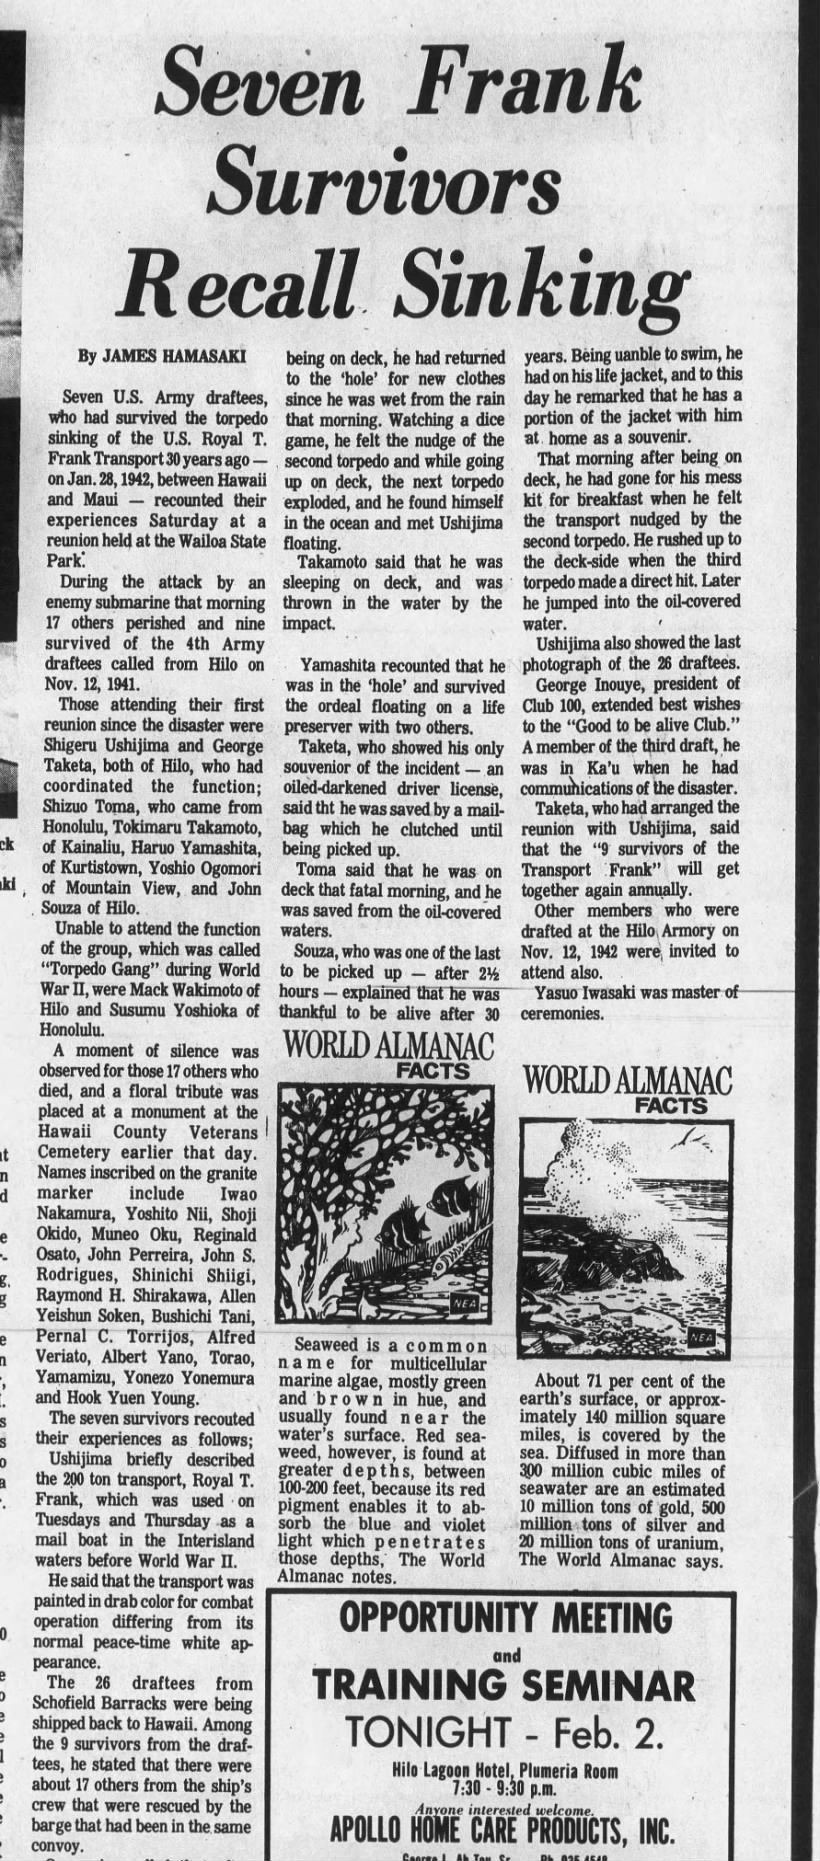 Seven Frank
Survivors
Recall Sinking
By JAMES HAMASAKI
Seven U.S. Army draftees,
who had survived the torpedo
sinking of the U.S. Royal T.
Frank Transport 30 years ago —
on Jan. 28, 1942, between Hawaii
and Maui — recounted their
experiences Saturday at a
reunion held at the Wailoa State
Park.
During the attack by an
enemy submarine that morning
17 others perished and nine
survived of the 4th Army
draftees called from Hilo on
Nov. 12, 1941.
Those attending their first
reunion since the disaster were
Shigeru Ushijima and George
Taketa, both of Hilo, who had
coordinated the function;
Shizuo Toma, who came from
Honolulu, Tokimaru Takamoto,
of Kainaliu, Haruo Yamashita,
of Kurtistown, Yoshio Ogomori
of Mountain View, and John
Souza of Hilo.
Unable to attend the function
of the group, which was called
"Torpedo Gang" during World
War II, were Mack Wakimoto of
Hilo and Susumu Yoshioka of
Honolulu.
A moment of silence was
observed for those 17 others who
died, and a floral tribute was
placed at a monument at the
Hawaii County Veterans
Cemetery earlier that day.
Names inscribed on the granite
marker include Iwao
Nakamura, Yoshito Nii, Shoji
Okido, Muneo Oku, Reginald
Osato, John Perreira, John S.
Rodrigues, Shinichi Shiigi,
Raymond H. Shirakawa, Allen
Yeishun Soken, Bushichi Tani,
Pernal C. Torrijos, Alfred
Veriato, Albert Yano, Torao,
Yamamizu, Yonezo Yonemura
and Hook Yuen Young.
The seven survivors recouted
their experiences as follows;
Ushijima briefly described
the 200 ton transport, Royal T.
Frank, which was used on
Tuesdays and Thursday as a
mail boat in the Interisland
waters before World War II.
He said that the transport was
painted in drab color for combat
operation differing from its
normal peace-time white ap-
pearance.
The 26 draftees from
Schofield Barracks were being
shipped back to Hawaii. Among
the 9 survivors from the draf-
tees, he stated that there were
about 17 others from the ship's
crew that were rescued by the
barge that had been in the same
convoy.
being on deck, he had returned
to the 'hole' for new clothes
since he was wet from the rain
that morning. Watching a dice
game, he felt the nudge of the
second torpedo and while going
up on deck, the next torpedo
exploded, and he found himself
in the ocean and met Ushijima
floating.
Takamoto said that he was
sleeping on deck, and was
thrown in the water by the
impact.
Yamashita recounted that he
was in the 'hole' and survived
the ordeal floating on a life
preserver with two others.
Taketa, who showed his only
souvenior of the incident — an
oiled-darkened driver license,
said tht he was saved by a mail-
bag which he clutched until
being picked up.
Toma said that he was on
deck that fatal morning, and he
was saved from the oil-covered
waters.
Souza, who was one of the last
to be picked up — after 2½
hours — explained that he was
thankful to be alive after 30
years. Being uanble to swim, he
had on his life jacket, and to this
day he remarked that he has a
portion of the jacket with him
at home as a souvenir.
That morning after being on
deck, he had gone for his mess
kit for breakfast when he felt
the transport nudged by the
second torpedo. He rushed up to
the deck-side when the third
torpedo made a direct hit. Later
he jumped into the oil-covered
water.
Ushijima also showed the last
photograph of the 26 draftees.
George Inouye, president of
Club 100, extended best wishes
to the "Good to be alive Club."
A member of the third draft, he
was in Ka'u when he had
communications of the disaster.
Taketa, who had arranged the
reunion with Ushijima, said
that the "9 survivors of the
Transport Frank" will get
together again annually.
Other members who were
drafted at the Hilo Armory on
Nov. 12, 1942 were invited to
attend also.
Yasuo Iwasaki was master of
ceremonies.
WORLD ALMANAC
FACTS
NEA
Seaweed is a common
name for multicellular
marine algae, mostly green
and brown in hue, and
usually found near the
water's surface. Red sea-
weed, however, is found at
greater depths, between
100-200 feet, because its red
pigment enables it to ab-
sorb the blue and violet
light which penetrates
those depths, The World
Almanac notes.
WORLD ALMANAC
FACTS
NEA
About 71 per cent of the
earth's surface, or approx-
imately 140 million square
miles, is covered by the
sea. Diffused in more than
300 million cubic miles of
seawater are an estimated
10 million tons of gold, 500
million tons of silver and
20 million tons of uranium,
The World Almanac says.
OPPORTUNITY MEETING
and
TRAINING SEMINAR
TONIGHT - Feb. 2.
Hilo Lagoon Hotel, Plumeria Room
7:30 - 9:30 p.m.
Anyone interested welcome.
APOLLO HOME CARE PRODUCTS, INC.